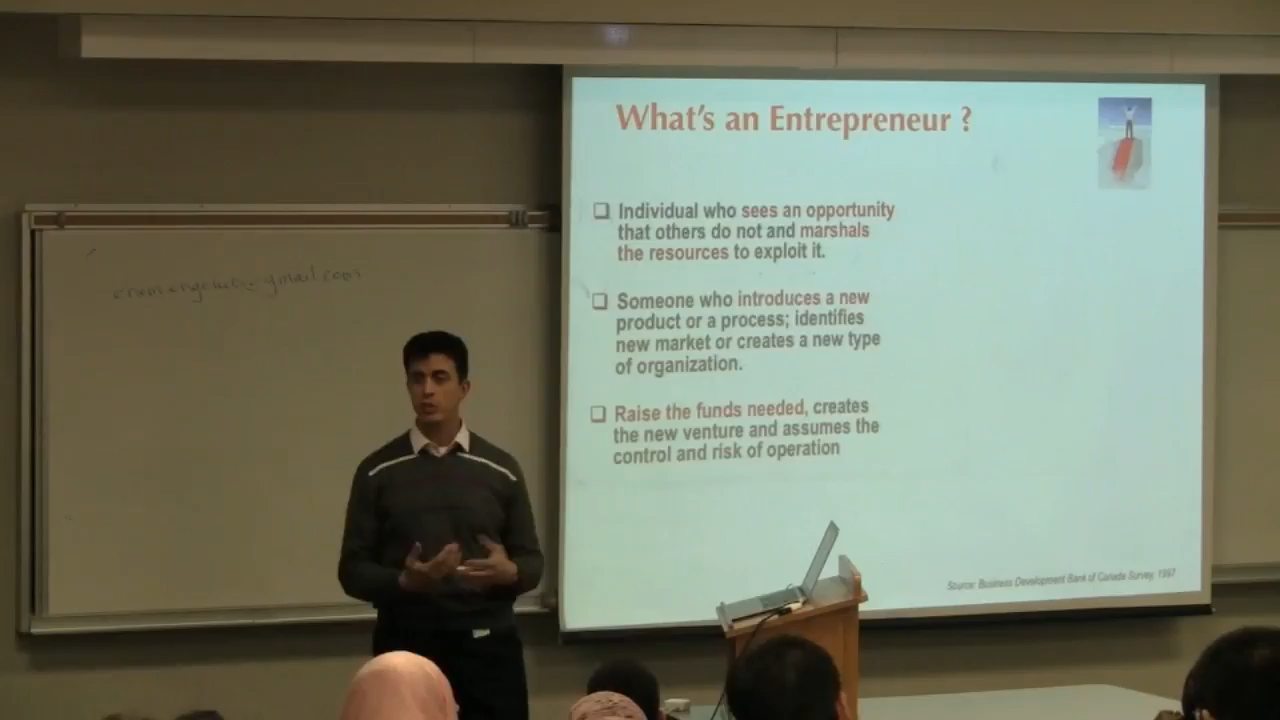 What's an Entrepreneur ?
❑ Individual who sees an opportunity
that others do not and marshals
the resources to exploit it.
❑ Someone who introduces a new
product or a process; identifies
new market or creates a new type
of organization.
❑ Raise the funds needed, creates
the new venture and assumes the
control and risk of operation
Source: Business Development Bank of Canada Survey, 1997